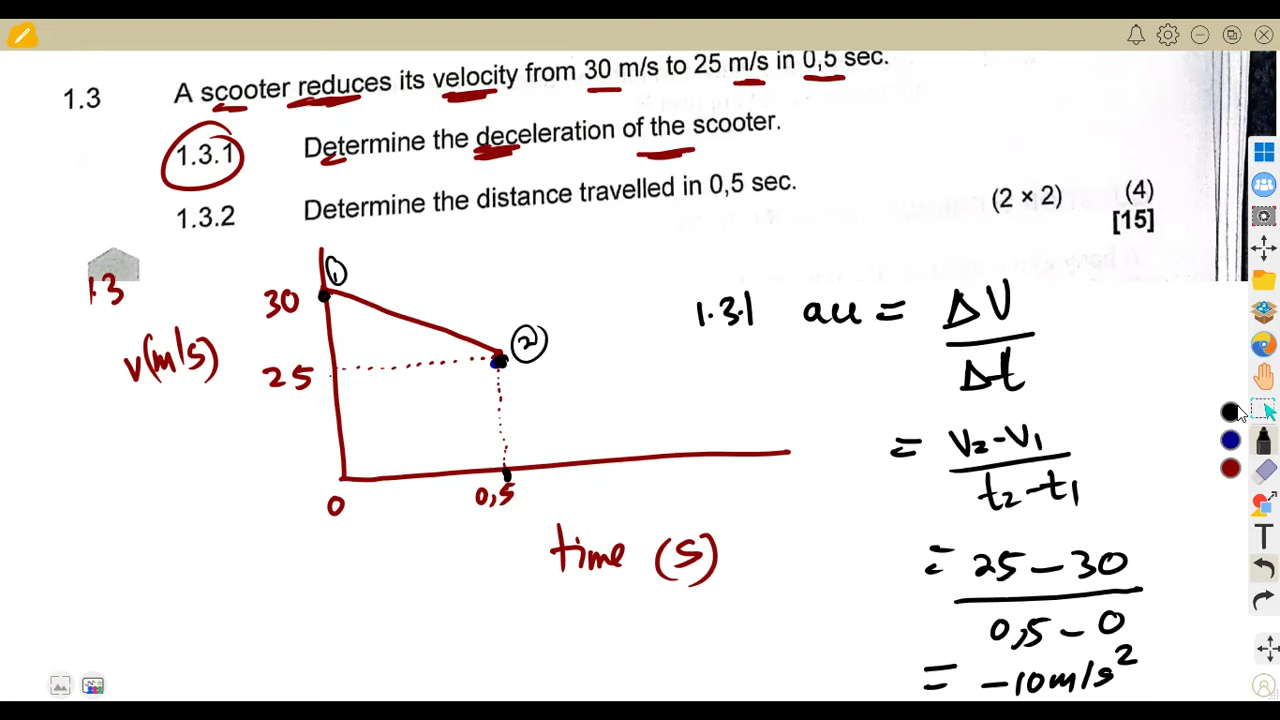 1.3 A scooter reduces its velocity from 30 m/s to 25 m/s in 0,5 sec.
1.3.1 Determine the deceleration of the scooter.
1.3.2 Determine the distance travelled in 0,5 sec.
(2 × 2) (4)
[15]
1.3
v(m/s)
30
25
0
0,5
time (s)
①
②
1.3.1 acc = ΔV
Δt
= V2-V1
t2-t1
= 25-30
0,5-0
= -10m/s²
T